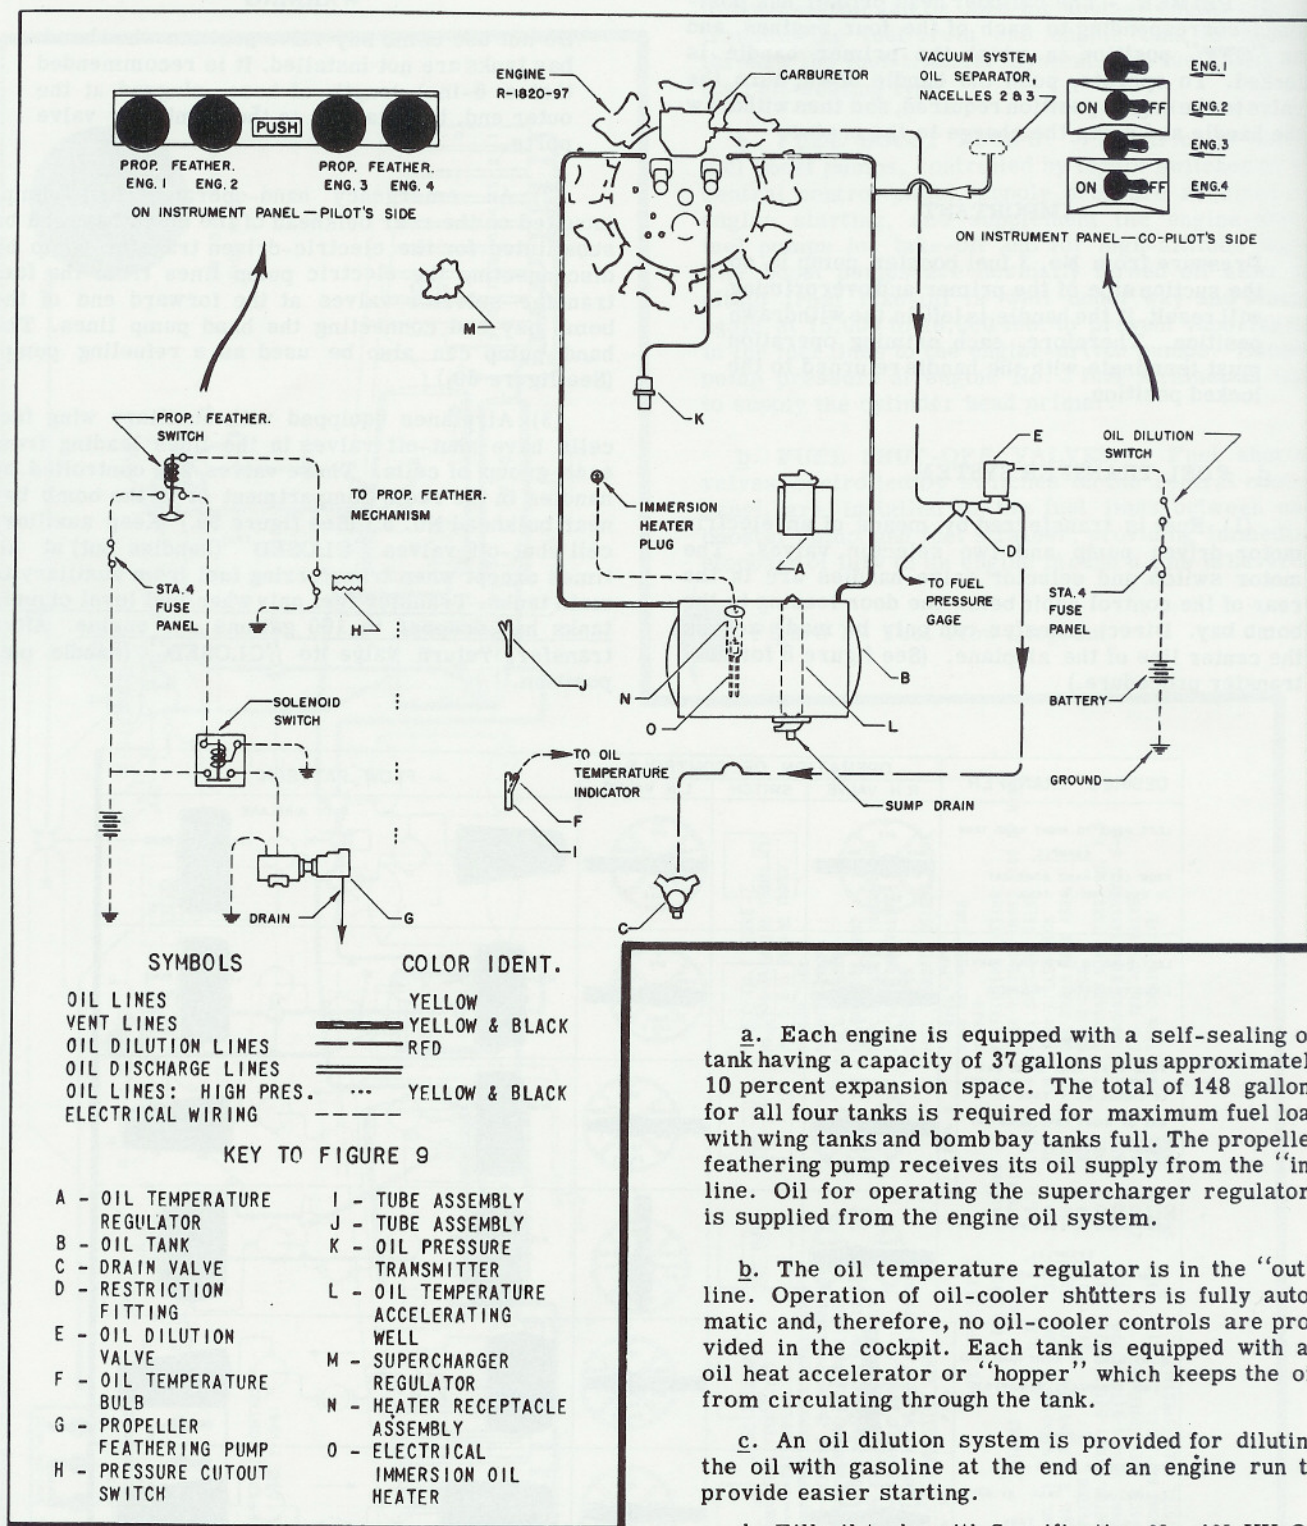 ENGINE
R-1820-97
CARBURETOR
VACUUM SYSTEM
OIL SEPARATOR,
NACELLES 2 & 3
ENG. 1
ENG. 2
ENG. 3
ENG. 4
ON OFF
ON OFF
ON INSTRUMENT PANEL—CO-PILOT'S SIDE
PUSH
PROP. FEATHER.
ENG. 1 ENG. 2
PROP. FEATHER.
ENG. 3 ENG. 4
ON INSTRUMENT PANEL—PILOT'S SIDE
M
K
PROP. FEATHER.
SWITCH
TO PROP. FEATHER.
MECHANISM
STA. 4
FUSE
PANEL
H
IMMERSION
HEATER
PLUG
A
E
OIL DILUTION
SWITCH
D
TO FUEL
PRESSURE
GAGE
STA. 4
FUSE
PANEL
J
N
O
B
L
BATTERY
GROUND
SOLENOID
SWITCH
TO OIL
TEMPERATURE
INDICATOR
F
I
SUMP DRAIN
C
DRAIN
G
SYMBOLS COLOR IDENT.
OIL LINES YELLOW
VENT LINES YELLOW & BLACK
OIL DILUTION LINES RED
OIL DISCHARGE LINES
OIL LINES: HIGH PRES. YELLOW & BLACK
ELECTRICAL WIRING
KEY TO FIGURE 9
A - OIL TEMPERATURE
REGULATOR
B - OIL TANK
C - DRAIN VALVE
D - RESTRICTION
FITTING
E - OIL DILUTION
VALVE
F - OIL TEMPERATURE
BULB
G - PROPELLER
FEATHERING PUMP
H - PRESSURE CUTOUT
SWITCH
I - TUBE ASSEMBLY
J - TUBE ASSEMBLY
K - OIL PRESSURE
TRANSMITTER
L - OIL TEMPERATURE
ACCELERATING
WELL
M - SUPERCHARGER
REGULATOR
N - HEATER RECEPTACLE
ASSEMBLY
O - ELECTRICAL
IMMERSION OIL
HEATER
a. Each engine is equipped with a self-sealing o
tank having a capacity of 37 gallons plus approximatel
10 percent expansion space. The total of 148 gallon
for all four tanks is required for maximum fuel loa
with wing tanks and bomb bay tanks full. The propelle
feathering pump receives its oil supply from the "in
line. Oil for operating the supercharger regulator
is supplied from the engine oil system.
b. The oil temperature regulator is in the "out
line. Operation of oil-cooler shutters is fully auto
matic and, therefore, no oil-cooler controls are pro
vided in the cockpit. Each tank is equipped with a
oil heat accelerator or "hopper" which keeps the o
from circulating through the tank.
c. An oil dilution system is provided for dilutin
the oil with gasoline at the end of an engine run t
provide easier starting.